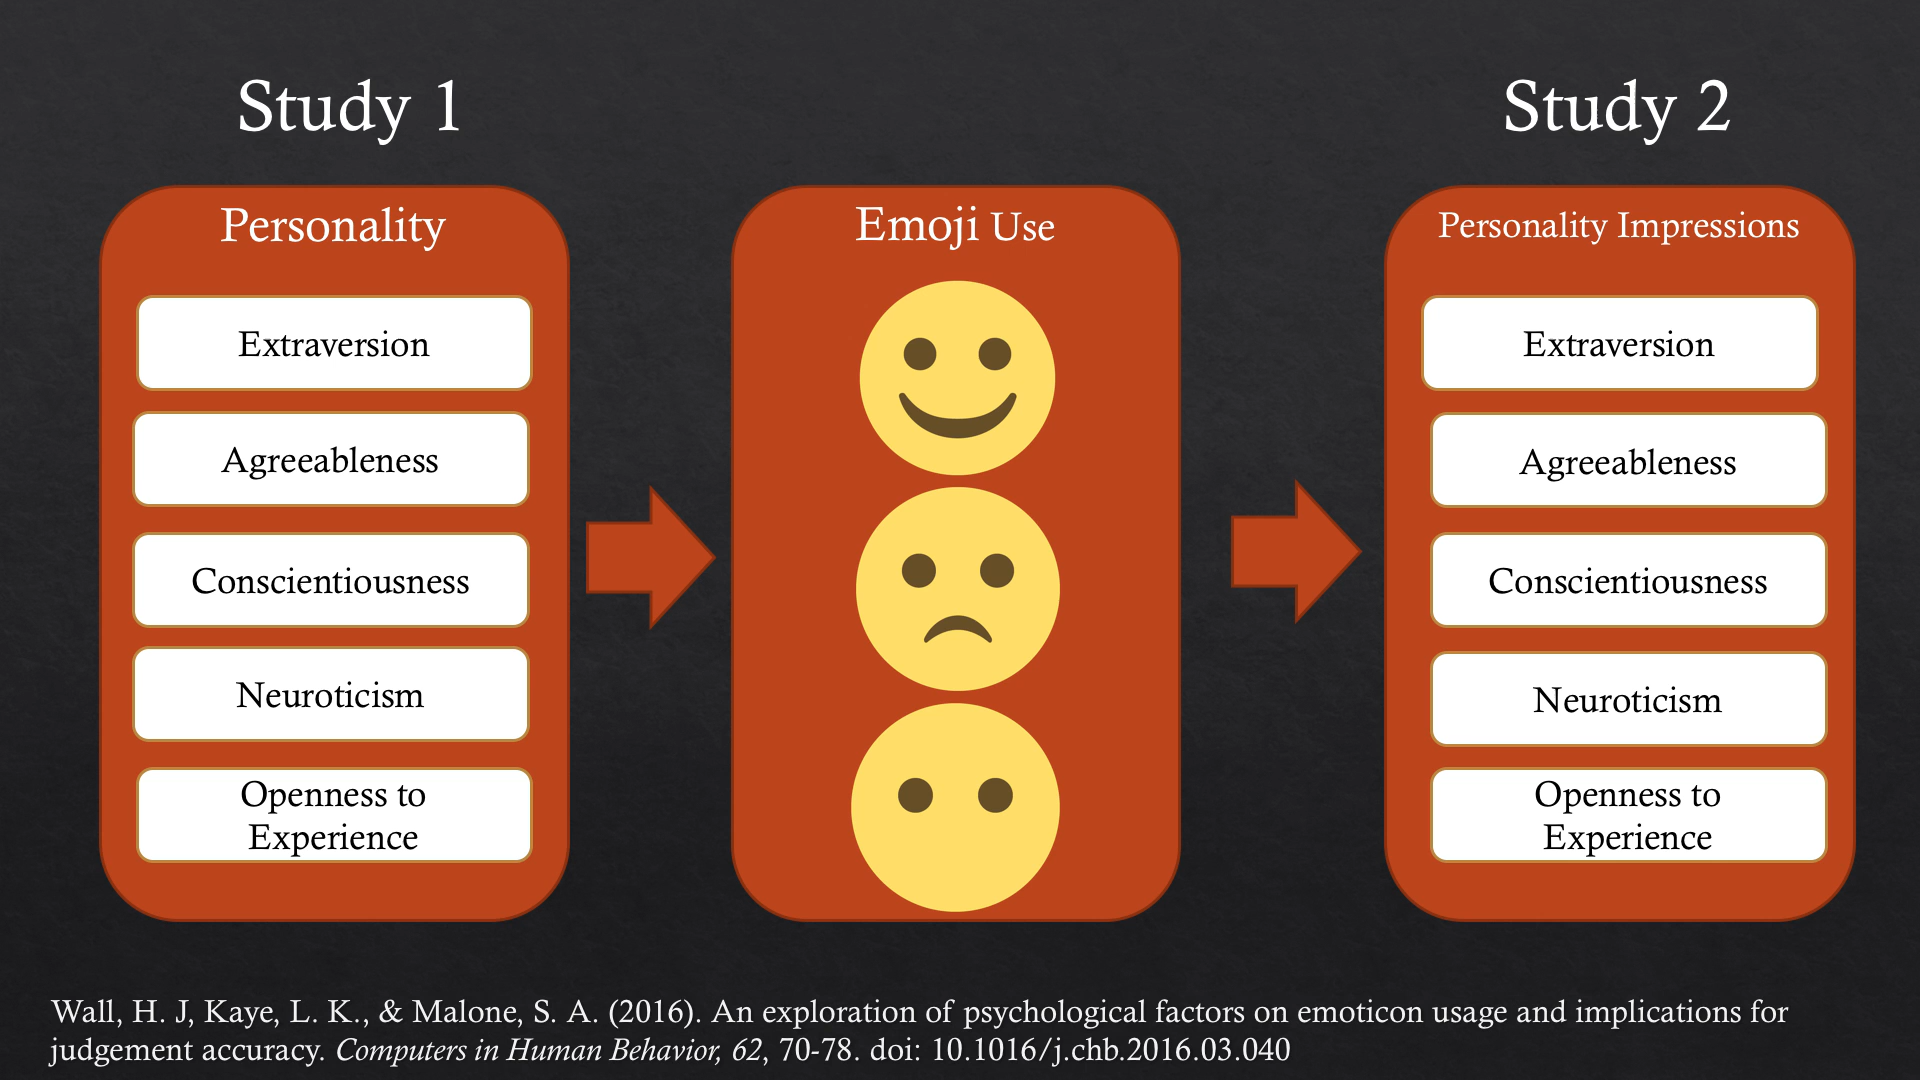 Study 1
Study 2
Personality
Extraversion
Agreeableness
Conscientiousness
Neuroticism
Openness to
Experience
Emoji Use
Personality Impressions
Extraversion
Agreeableness
Conscientiousness
Neuroticism
Openness to
Experience
Wall, H. J, Kaye, L. K., & Malone, S. A. (2016). An exploration of psychological factors on emoticon usage and implications for
judgement accuracy. Computers in Human Behavior, 62, 70-78. doi: 10.1016/j.chb.2016.03.040